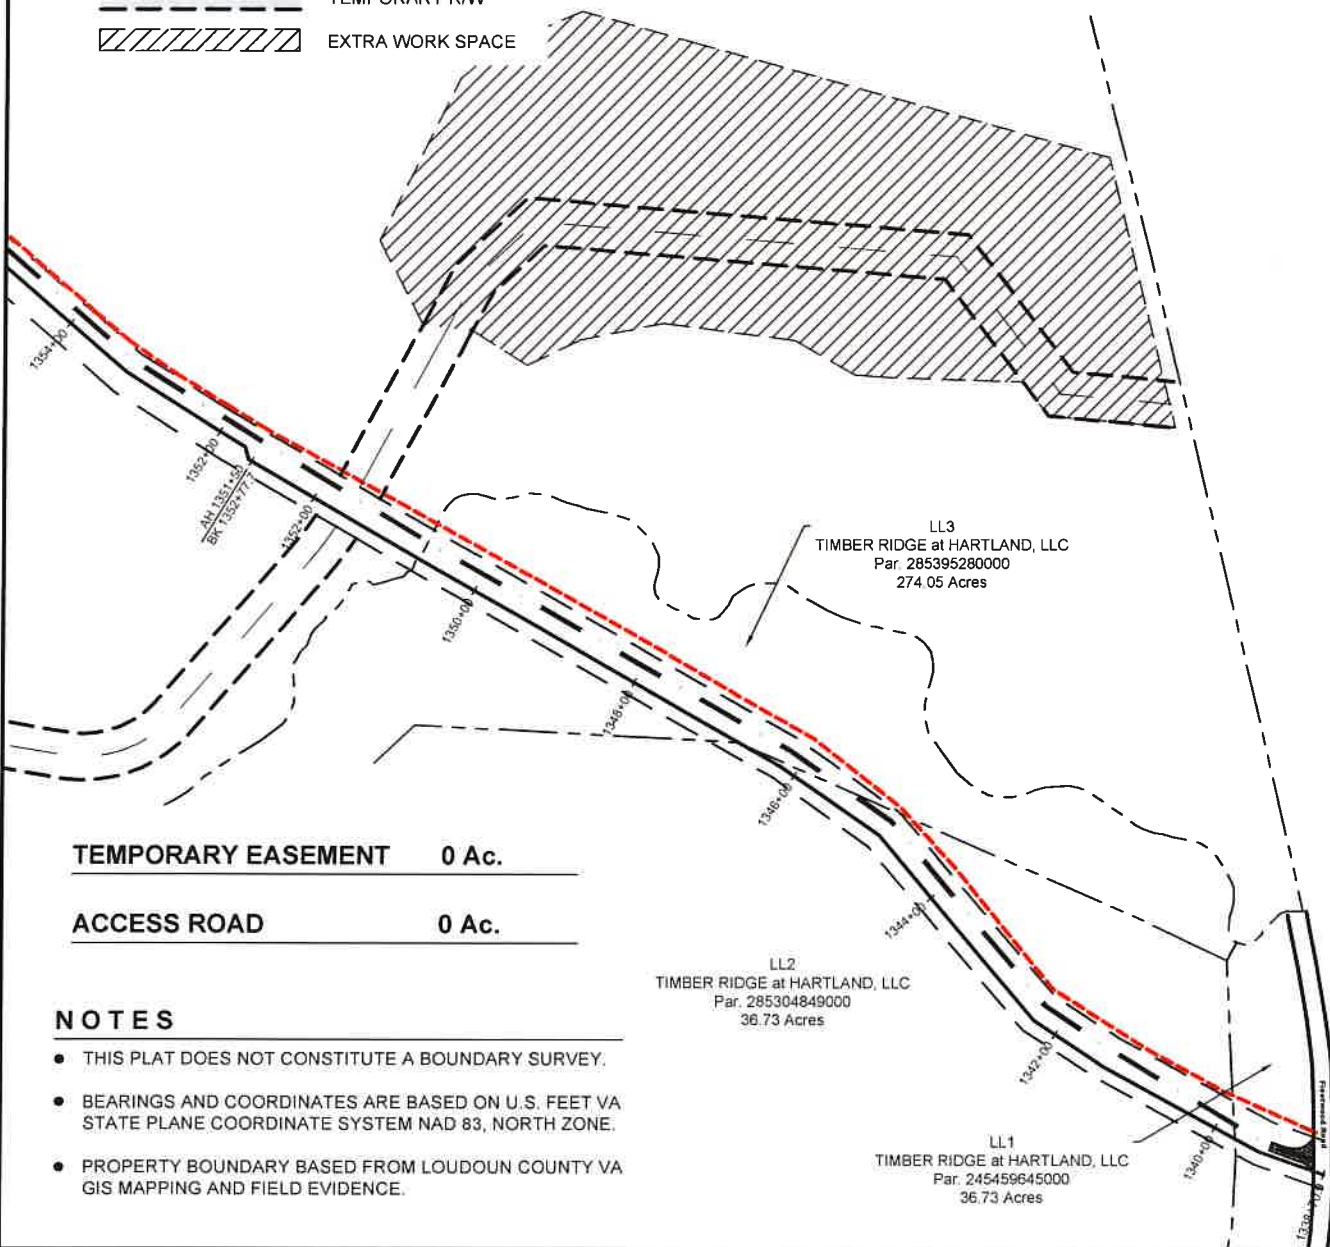 TEMPORARY R/W
EXTRA WORK SPACE
1354+00
1352+00
AH 1351+50
BK 1352+77.7
1352+00
1350+00
1348+00
1346+00
1344+00
1342+00
1340+00
LL3
TIMBER RIDGE at HARTLAND, LLC
Par. 285395280000
274.05 Acres
TEMPORARY EASEMENT 0 Ac.
ACCESS ROAD 0 Ac.
LL2
TIMBER RIDGE at HARTLAND, LLC
Par. 285304849000
36.73 Acres
NOTES
● THIS PLAT DOES NOT CONSTITUTE A BOUNDARY SURVEY.
● BEARINGS AND COORDINATES ARE BASED ON U.S. FEET VA
STATE PLANE COORDINATE SYSTEM NAD 83, NORTH ZONE.
● PROPERTY BOUNDARY BASED FROM LOUDOUN COUNTY VA
GIS MAPPING AND FIELD EVIDENCE.
LL1
TIMBER RIDGE at HARTLAND, LLC
Par. 245459645000
36.73 Acres
Fleetwood Road